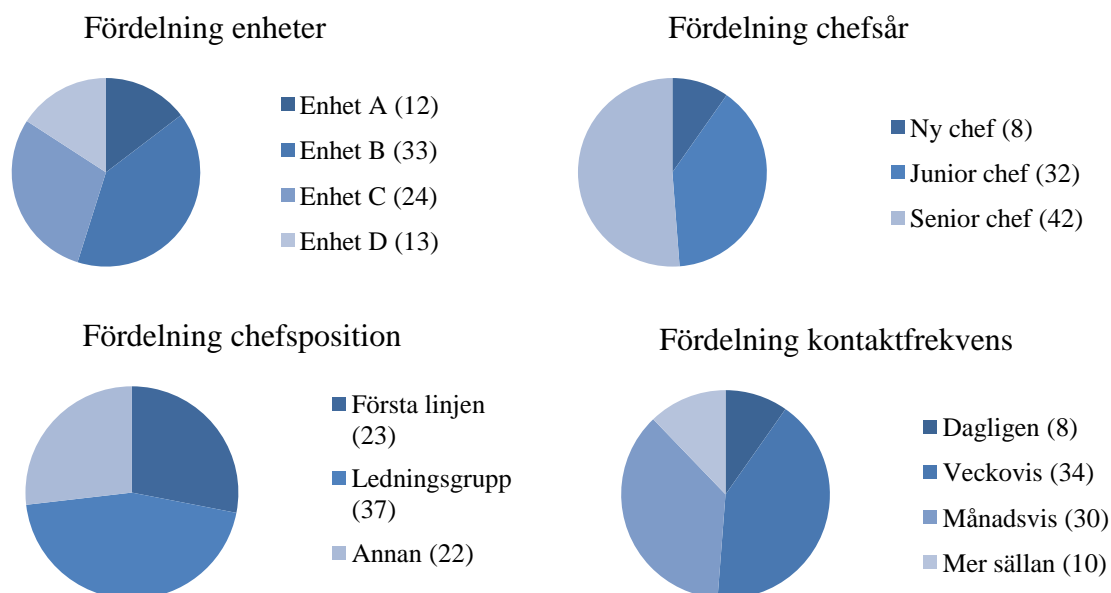 Fördelning enheter
Enhet A (12)
Enhet B (33)
Enhet C (24)
Enhet D (13)
Fördelning chefsår
Ny chef (8)
Junior chef (32)
Senior chef (42)
Fördelning chefsposition
Första linjen
(23)
Ledningsgrupp
(37)
Annan (22)
Fördelning kontaktfrekvens
Dagligen (8)
Veckovis (34)
Månadsvis (30)
Mer sällan (10)